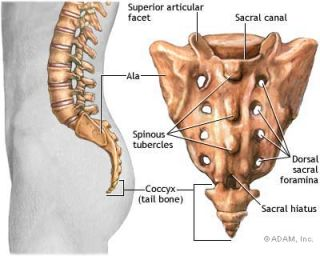 Superior articular
facet
Sacral canal
Ala
Spinous
tubercles
Dorsal
sacral
foramina
Coccyx
(tail bone)
Sacral hiatus
©ADAM, Inc.